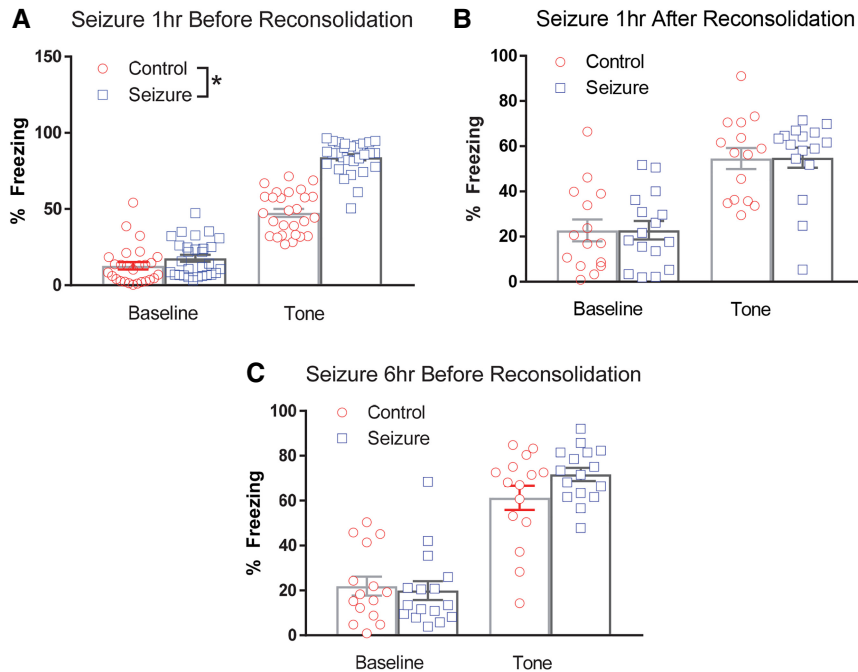 A Seizure 1hr Before Reconsolidation
150
100
50
0
% Freezing
Control
Seizure
*
Baseline
Tone
B Seizure 1hr After Reconsolidation
100
80
60
40
20
0
% Freezing
Control
Seizure
Baseline
Tone
C Seizure 6hr Before Reconsolidation
100
80
60
40
20
0
% Freezing
Control
Seizure
Baseline
Tone